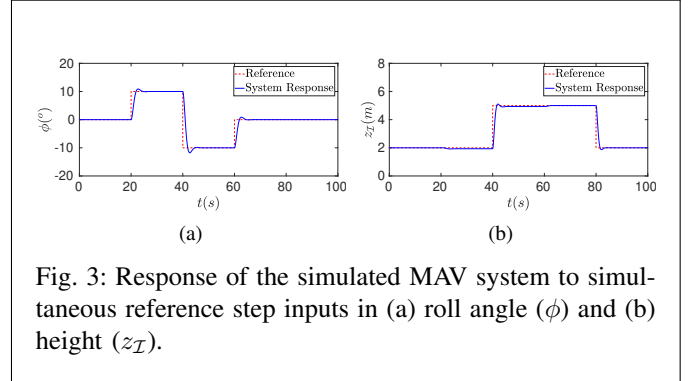 20
10
0
-10
-20
ϕ(°)
0 20 40 60 80 100
t(s)
Reference
System Response
(a)
8
6
4
2
0
z_ℐ(m)
0 20 40 60 80 100
t(s)
Reference
System Response
(b)
Fig. 3: Response of the simulated MAV system to simul-
taneous reference step inputs in (a) roll angle (ϕ) and (b)
height (z_ℐ).